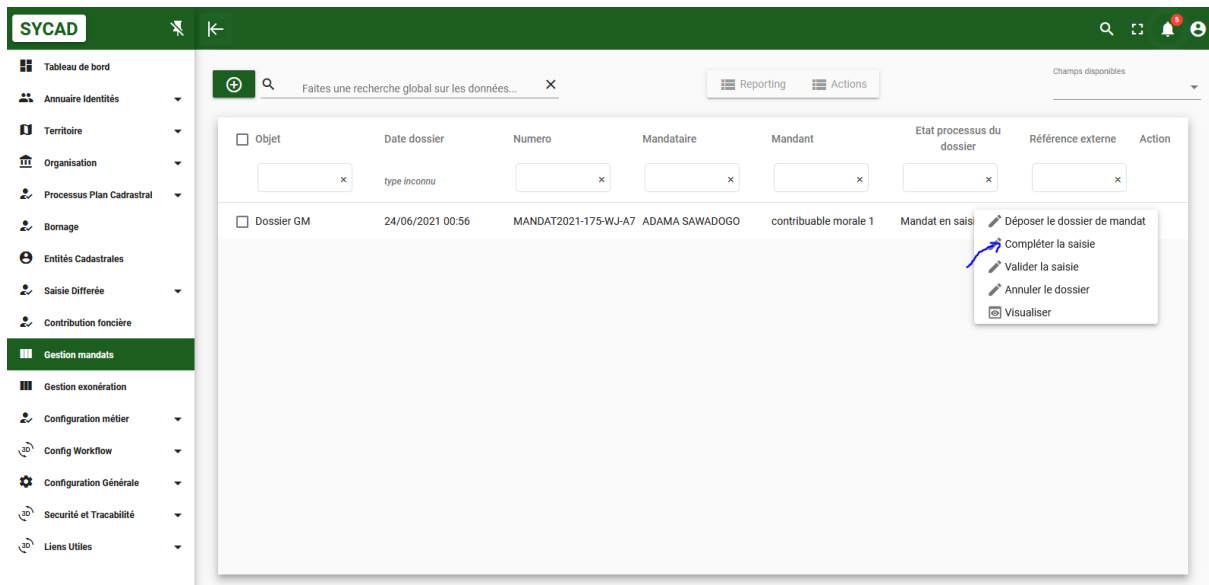 SYCAD
5
Tableau de bord
Annuaire Identités
Territoire
Organisation
Processus Plan Cadastral
Bornage
Entités Cadastrales
Saisie Differée
Contribution foncière
Gestion mandats
Gestion exonération
Configuration métier
3D Config Workflow
Configuration Générale
3D Securité et Tracabilité
3D Liens Utiles
Faites une recherche global sur les données...
Reporting Actions
Champs disponibles
Objet Date dossier Numero Mandataire Mandant Etat processus du dossier Référence externe Action
type inconnu
Dossier GM 24/06/2021 00:56 MANDAT2021-175-WJ-A7 ADAMA SAWADOGO contribuable morale 1 Mandat en saisi
Déposer le dossier de mandat
Compléter la saisie
Valider la saisie
Annuler le dossier
Visualiser